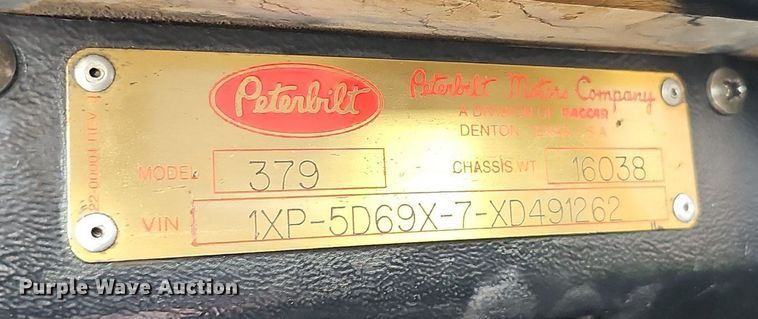 Peterbilt
Peterbilt Motors Company
A DIVISION OF PACCAR
DENTON, TEXAS, U.S.A.
MODEL 379 CHASSIS WT 16038
VIN 1XP-5D69X-7-XD491262
Purple Wave Auction